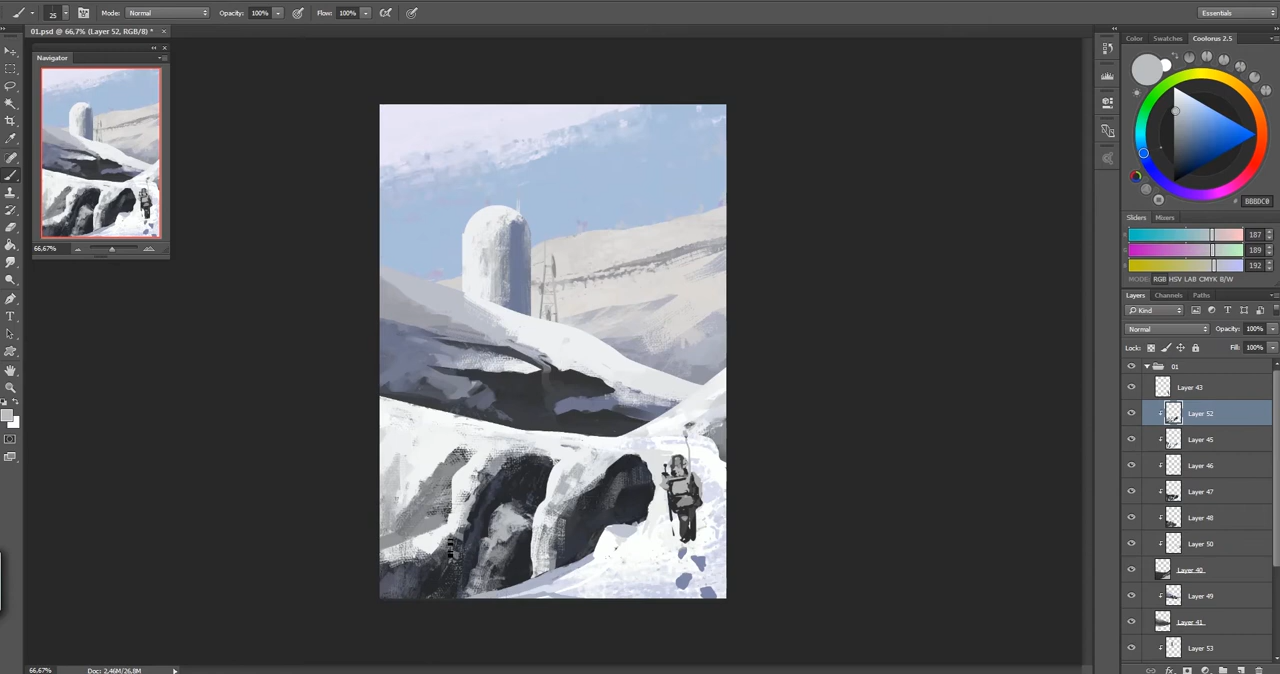 25 Mode: Normal Opacity: 100% Flow: 100% Essentials
01.psd @ 66,7% (Layer 52, RGB/8) *
Navigator
66,67%
Color Swatches Coolorus 2.5
# BBBDC0
Sliders Mixers
187
189
192
MODE: RGB HSV LAB CMYK B/W
Layers Channels Paths
Kind
Normal Opacity: 100%
Lock: Fill: 100%
01
Layer 43
Layer 52
Layer 45
Layer 46
Layer 47
Layer 48
Layer 50
Layer 40
Layer 49
Layer 41
Layer 53
66,67% Doc: 2.46M/26.8M